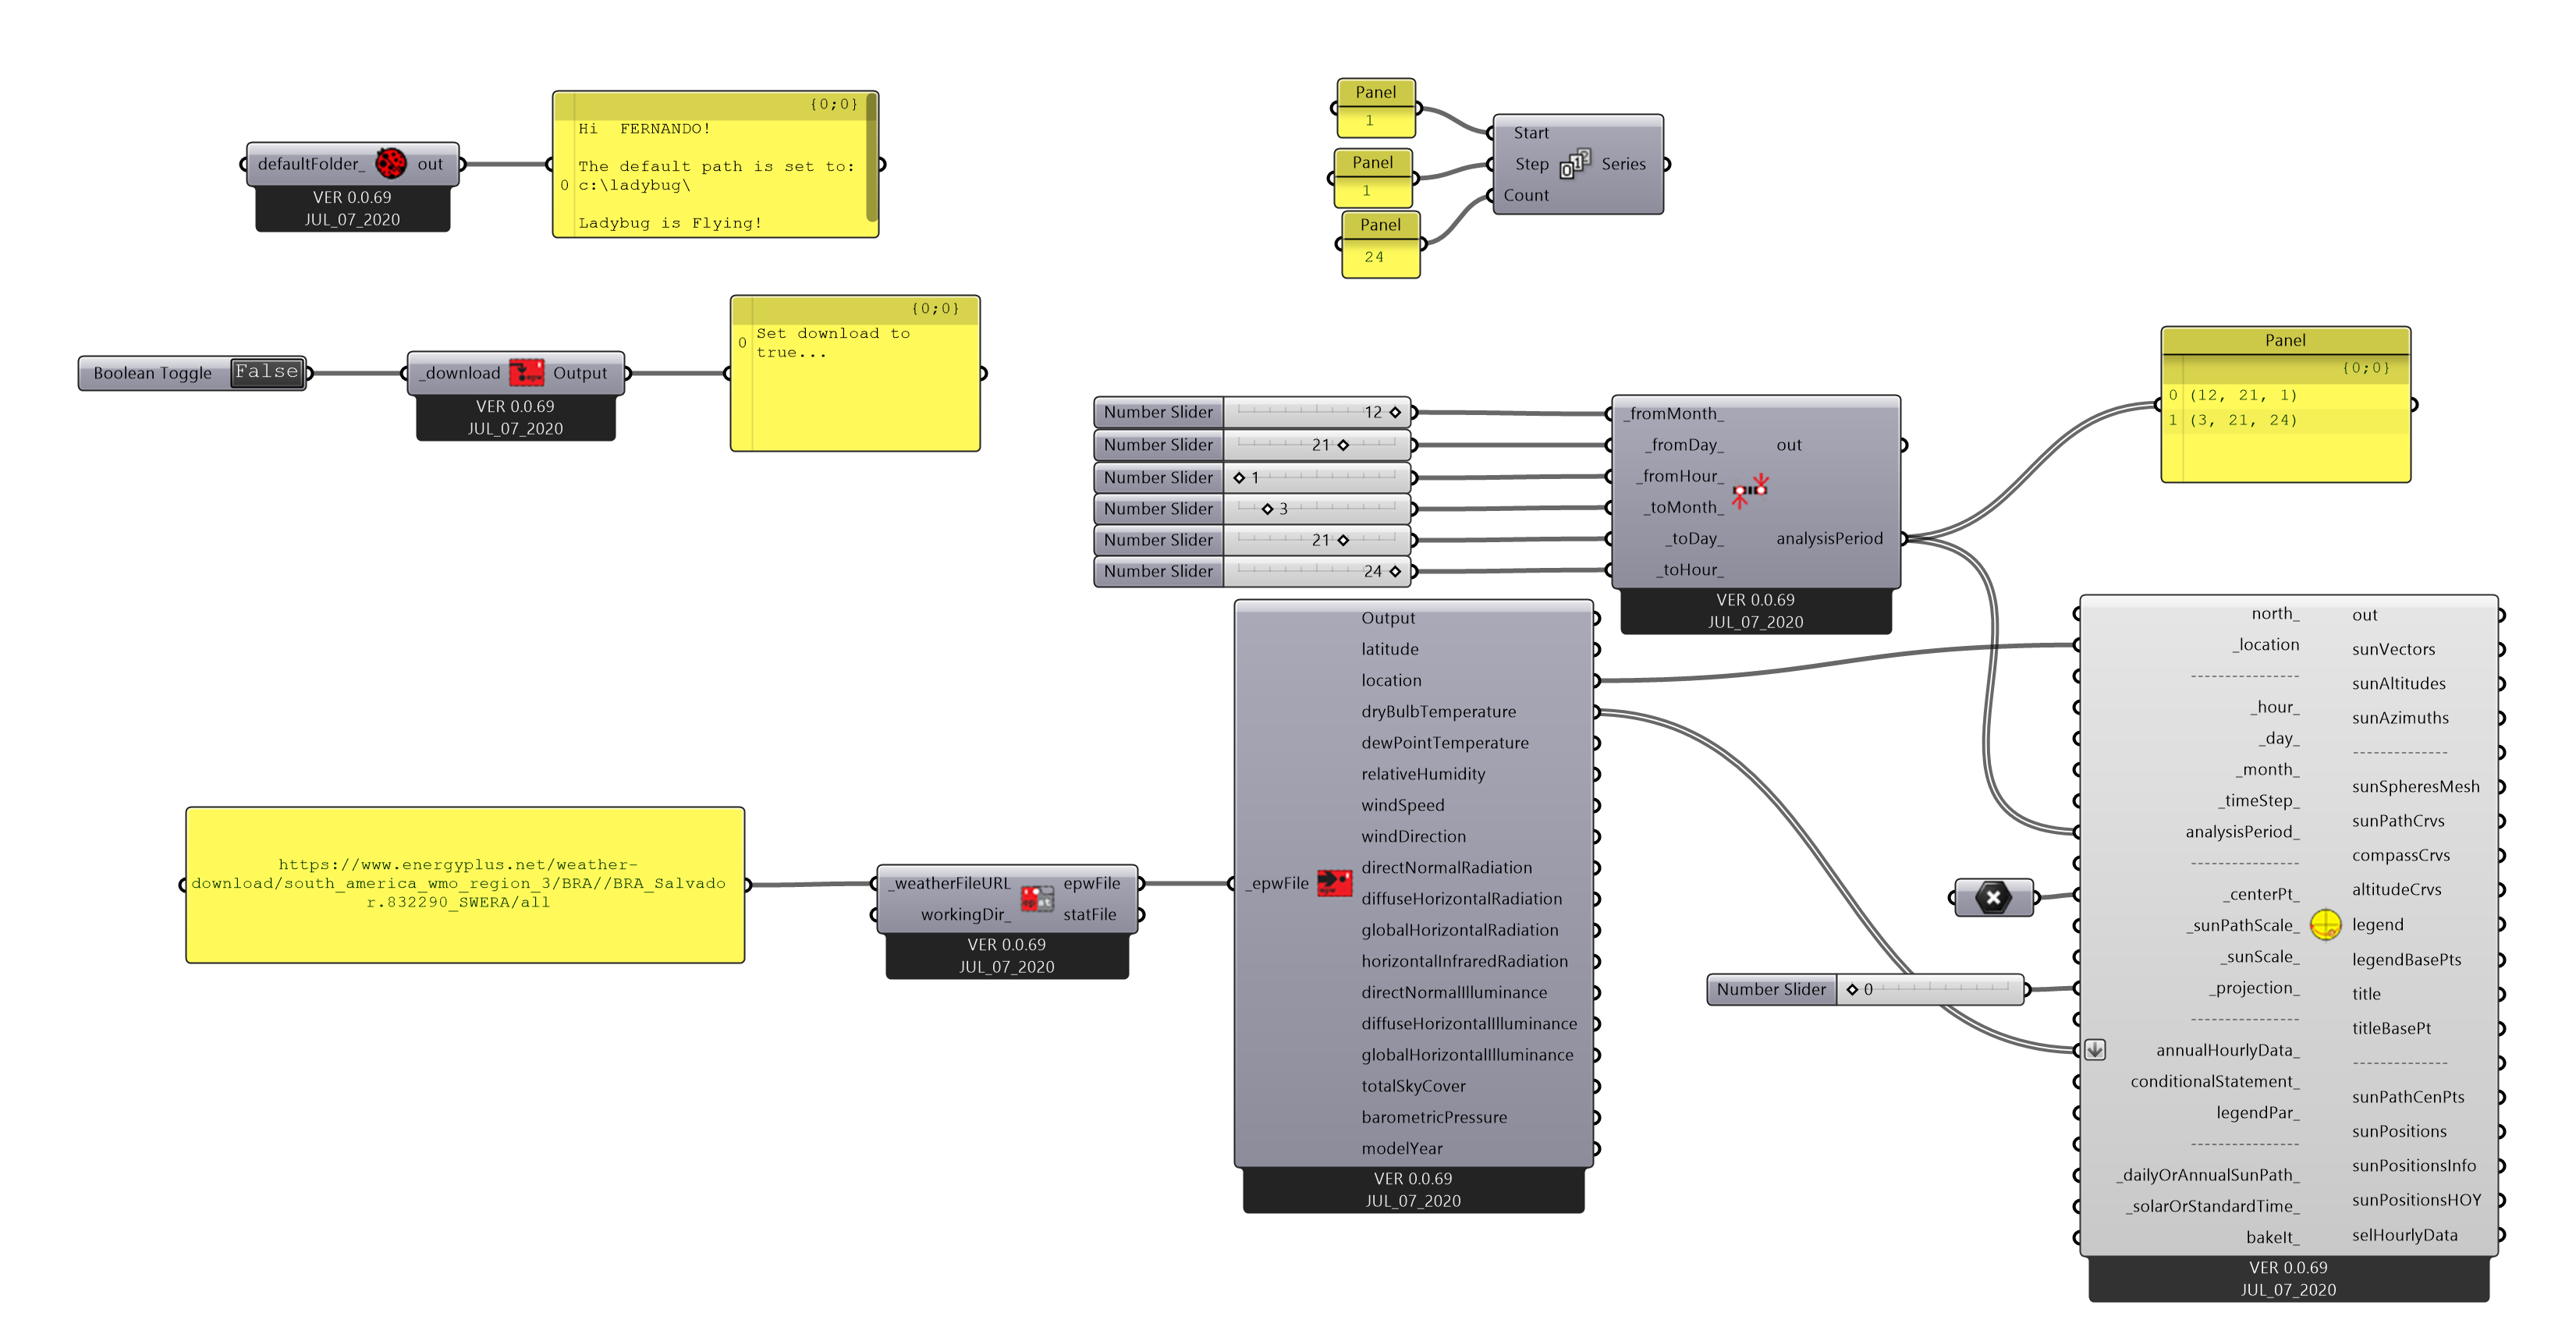 defaultFolder_ out
VER 0.0.69
JUL_07_2020
{0;0}
Hi  FERNANDO!
The default path is set to:
0 c:\ladybug\
Ladybug is Flying!
Panel
1
Panel
1
Panel
24
Start
Step Series
Count
Boolean Toggle False
_download Output
VER 0.0.69
JUL_07_2020
{0;0}
0 Set download to
true...
Number Slider 12
Number Slider 21
Number Slider 1
Number Slider 3
Number Slider 21
Number Slider 24
_fromMonth_
_fromDay_ out
_fromHour_
_toMonth_
_toDay_ analysisPeriod
_toHour_
VER 0.0.69
JUL_07_2020
Panel
{0;0}
0 (12, 21, 1)
1 (3, 21, 24)
https://www.energyplus.net/weather-
download/south_america_wmo_region_3/BRA//BRA_Salvado
r.832290_SWERA/all
_weatherFileURL epwFile
workingDir_ statFile
VER 0.0.69
JUL_07_2020
_epwFile
Output
latitude
location
dryBulbTemperature
dewPointTemperature
relativeHumidity
windSpeed
windDirection
directNormalRadiation
diffuseHorizontalRadiation
globalHorizontalRadiation
horizontalInfraredRadiation
directNormalIlluminance
diffuseHorizontalIlluminance
globalHorizontalIlluminance
totalSkyCover
barometricPressure
modelYear
VER 0.0.69
JUL_07_2020
Number Slider 0
north_
_location
---------------
_hour_
_day_
_month_
_timeStep_
analysisPeriod_
---------------
_centerPt_
_sunPathScale_
_sunScale_
_projection_
---------------
annualHourlyData_
conditionalStatement_
legendPar_
---------------
_dailyOrAnnualSunPath_
_solarOrStandardTime_
bakeIt_
out
sunVectors
sunAltitudes
sunAzimuths
-------------
sunSpheresMesh
sunPathCrvs
compassCrvs
altitudeCrvs
legend
legendBasePts
title
titleBasePt
-------------
sunPathCenPts
sunPositions
sunPositionsInfo
sunPositionsHOY
selHourlyData
VER 0.0.69
JUL_07_2020